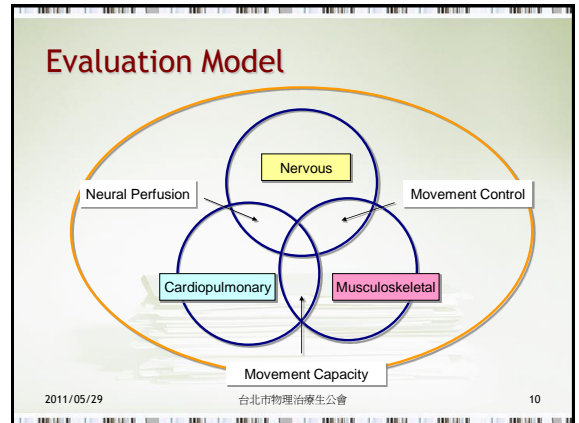 Evaluation Model
Nervous
Neural Perfusion
Movement Control
Cardiopulmonary
Musculoskeletal
Movement Capacity
2011/05/29
台北市物理治療生公會
10